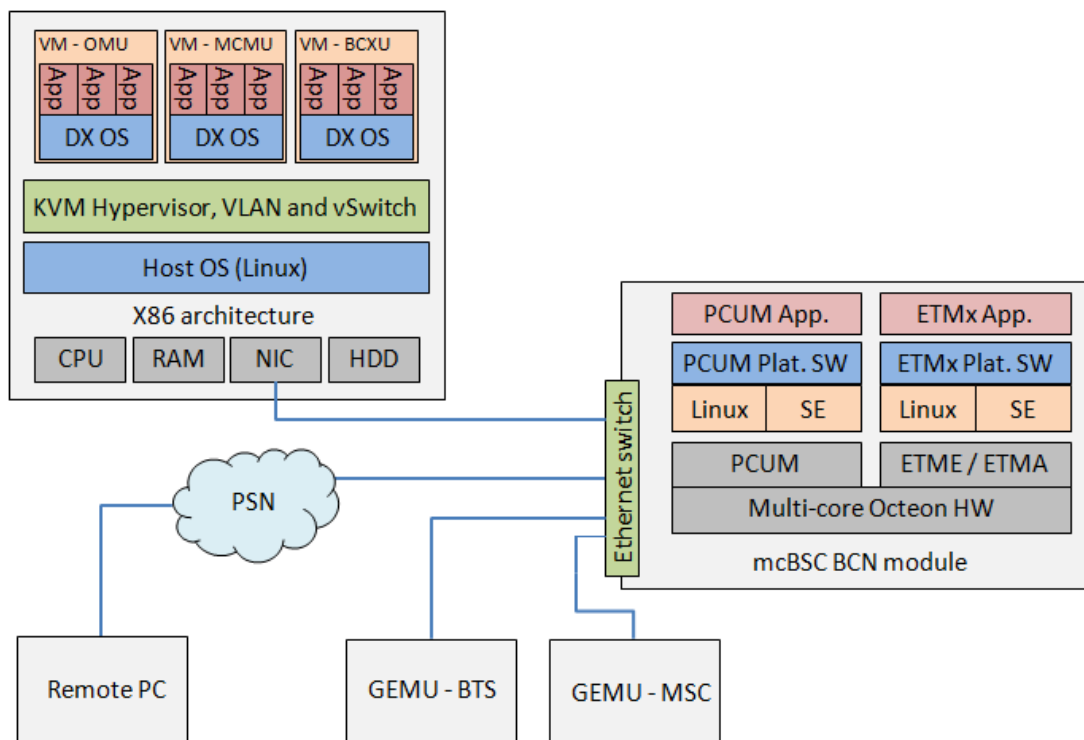 VM - OMU
VM - MCMU
VM - BCXU
App App App
App App App
App App App
DX OS
DX OS
DX OS
KVM Hypervisor, VLAN and vSwitch
Host OS (Linux)
X86 architecture
CPU
RAM
NIC
HDD
PCUM App.
ETMx App.
PCUM Plat. SW
ETMx Plat. SW
Linux
SE
Linux
SE
PCUM
ETME / ETMA
Multi-core Octeon HW
mcBSC BCN module
Ethernet switch
PSN
Remote PC
GEMU - BTS
GEMU - MSC